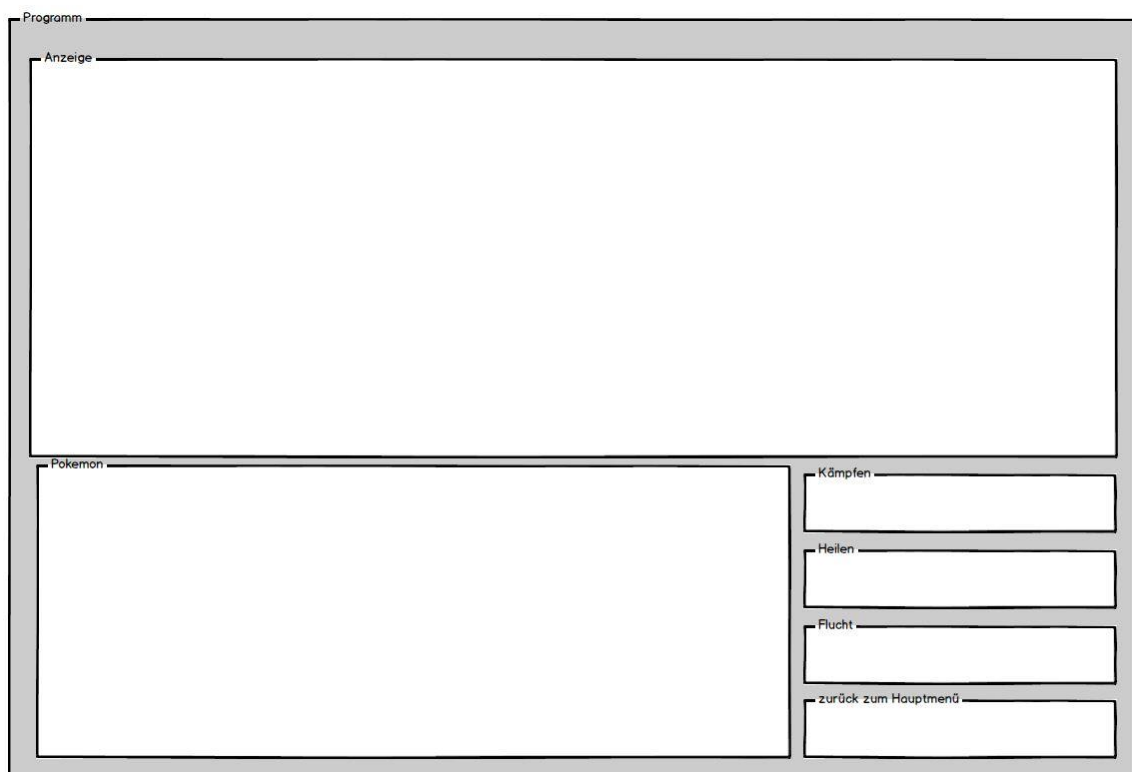 Programm
Anzeige
Pokemon
Kämpfen
Heilen
Flucht
zurück zum Hauptmenü